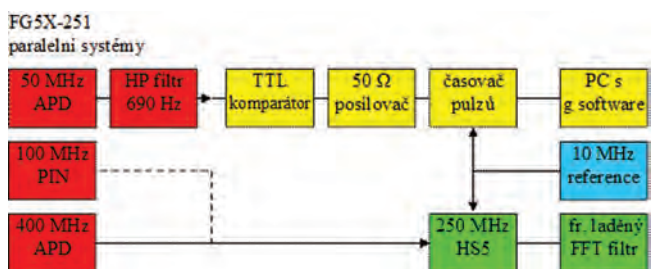 FG5X-251
paralelni systémy
50 MHz
APD
HP filtr
690 Hz
TTL
komparátor
50 Ω
posilovač
časovač
pulzů
PC s
g software
100 MHz
PIN
10 MHz
reference
400 MHz
APD
250 MHz
HS5
fr. laděný
FFT filtr